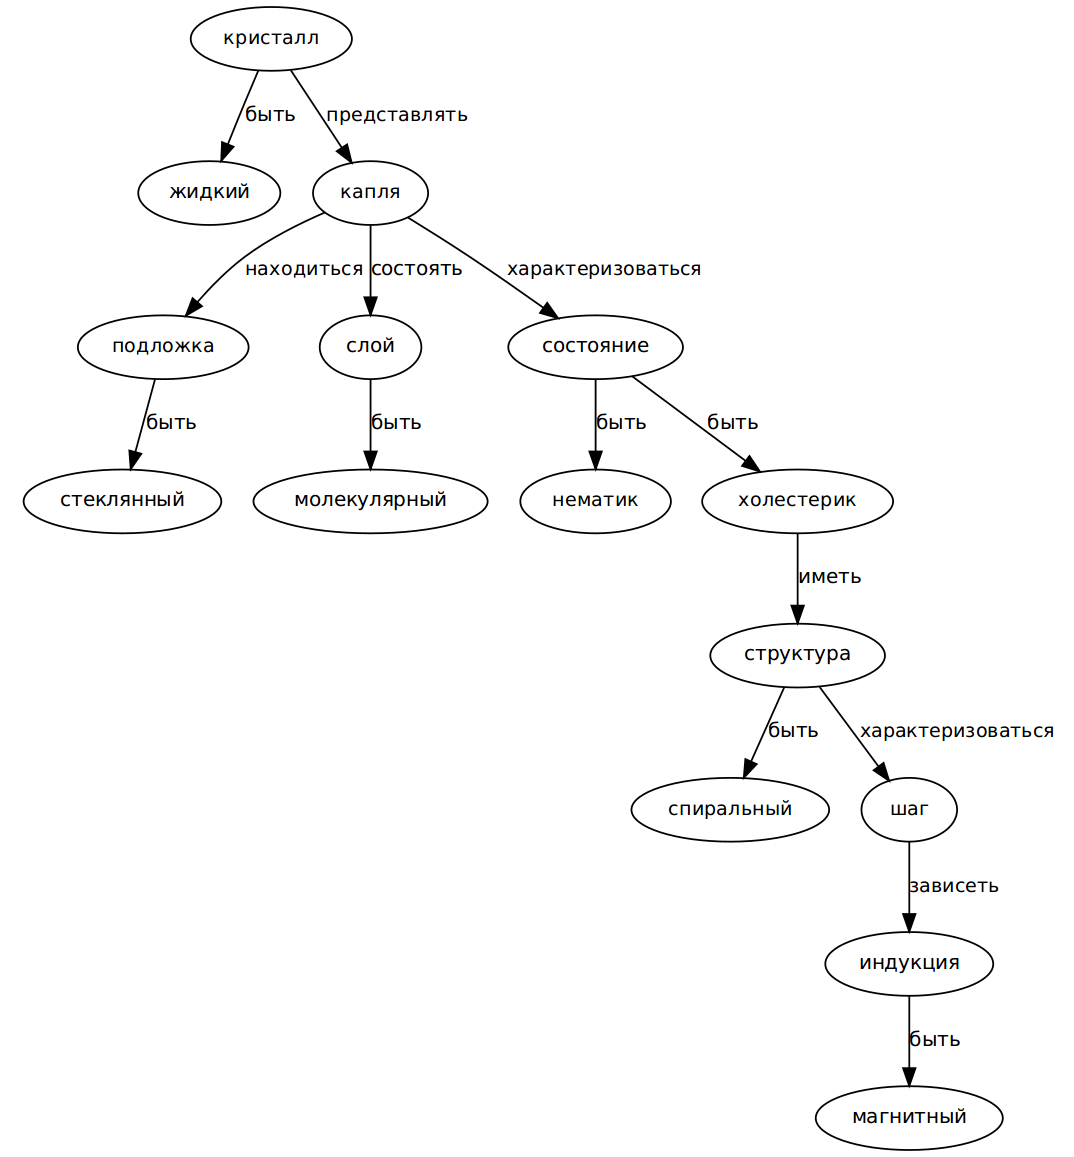 кристалл
быть
представлять
жидкий
капля
находиться
состоять
характеризоваться
подложка
слой
состояние
быть
быть
быть
быть
стеклянный
молекулярный
нематик
холестерик
иметь
структура
быть
характеризоваться
спиральный
шаг
зависеть
индукция
быть
магнитный